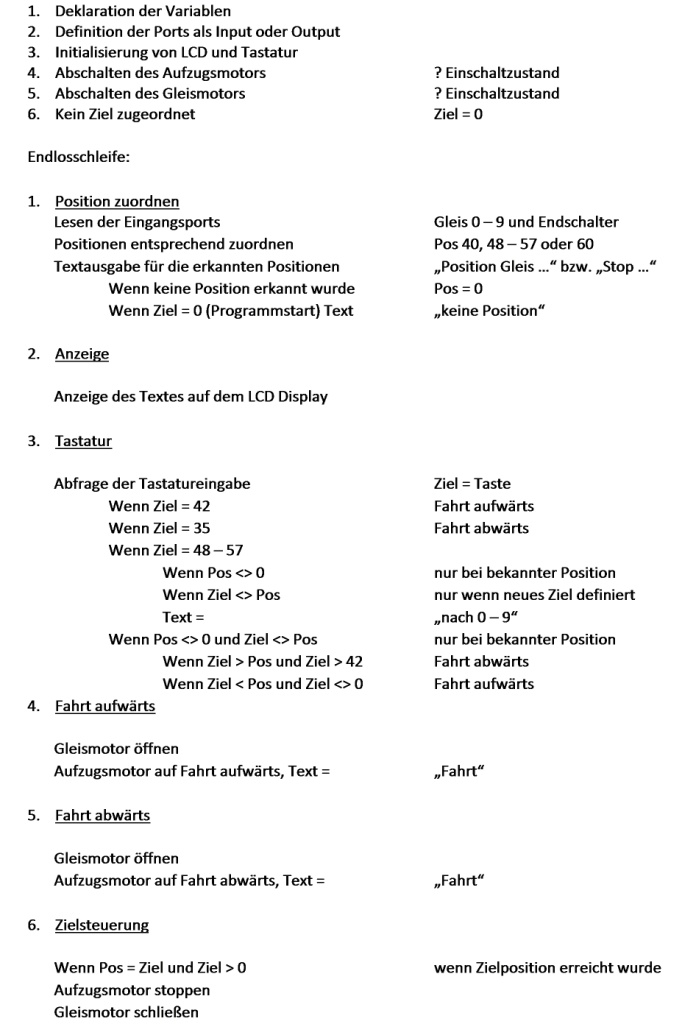 1. Deklaration der Variablen
2. Definition der Ports als Input oder Output
3. Initialisierung von LCD und Tastatur
4. Abschalten des Aufzugsmotors ? Einschaltzustand
5. Abschalten des Gleismotors ? Einschaltzustand
6. Kein Ziel zugeordnet Ziel = 0
Endlosschleife:
1. Position zuordnen
Lesen der Eingangsports Gleis 0 – 9 und Endschalter
Positionen entsprechend zuordnen Pos 40, 48 – 57 oder 60
Textausgabe für die erkannten Positionen „Position Gleis ...“ bzw. „Stop ...“
Wenn keine Position erkannt wurde Pos = 0
Wenn Ziel = 0 (Programmstart) Text „keine Position“
2. Anzeige
Anzeige des Textes auf dem LCD Display
3. Tastatur
Abfrage der Tastatureingabe Ziel = Taste
Wenn Ziel = 42 Fahrt aufwärts
Wenn Ziel = 35 Fahrt abwärts
Wenn Ziel = 48 – 57
Wenn Pos <> 0 nur bei bekannter Position
Wenn Ziel <> Pos nur wenn neues Ziel definiert
Text = „nach 0 – 9“
Wenn Pos <> 0 und Ziel <> Pos nur bei bekannter Position
Wenn Ziel > Pos und Ziel > 42 Fahrt abwärts
Wenn Ziel < Pos und Ziel <> 0 Fahrt aufwärts
4. Fahrt aufwärts
Gleismotor öffnen
Aufzugsmotor auf Fahrt aufwärts, Text = „Fahrt“
5. Fahrt abwärts
Gleismotor öffnen
Aufzugsmotor auf Fahrt abwärts, Text = „Fahrt“
6. Zielsteuerung
Wenn Pos = Ziel und Ziel > 0 wenn Zielposition erreicht wurde
Aufzugsmotor stoppen
Gleismotor schließen